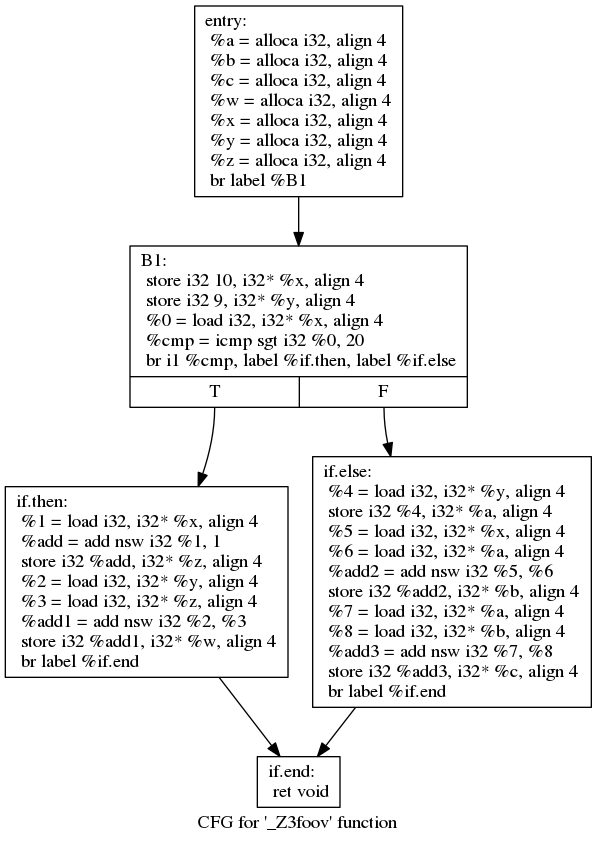 entry:
%a = alloca i32, align 4
%b = alloca i32, align 4
%c = alloca i32, align 4
%w = alloca i32, align 4
%x = alloca i32, align 4
%y = alloca i32, align 4
%z = alloca i32, align 4
br label %B1
B1:
store i32 10, i32* %x, align 4
store i32 9, i32* %y, align 4
%0 = load i32, i32* %x, align 4
%cmp = icmp sgt i32 %0, 20
br i1 %cmp, label %if.then, label %if.else
T
F
if.then:
%1 = load i32, i32* %x, align 4
%add = add nsw i32 %1, 1
store i32 %add, i32* %z, align 4
%2 = load i32, i32* %y, align 4
%3 = load i32, i32* %z, align 4
%add1 = add nsw i32 %2, %3
store i32 %add1, i32* %w, align 4
br label %if.end
if.else:
%4 = load i32, i32* %y, align 4
store i32 %4, i32* %a, align 4
%5 = load i32, i32* %x, align 4
%6 = load i32, i32* %a, align 4
%add2 = add nsw i32 %5, %6
store i32 %add2, i32* %b, align 4
%7 = load i32, i32* %a, align 4
%8 = load i32, i32* %b, align 4
%add3 = add nsw i32 %7, %8
store i32 %add3, i32* %c, align 4
br label %if.end
if.end:
ret void
CFG for '_Z3foov' function